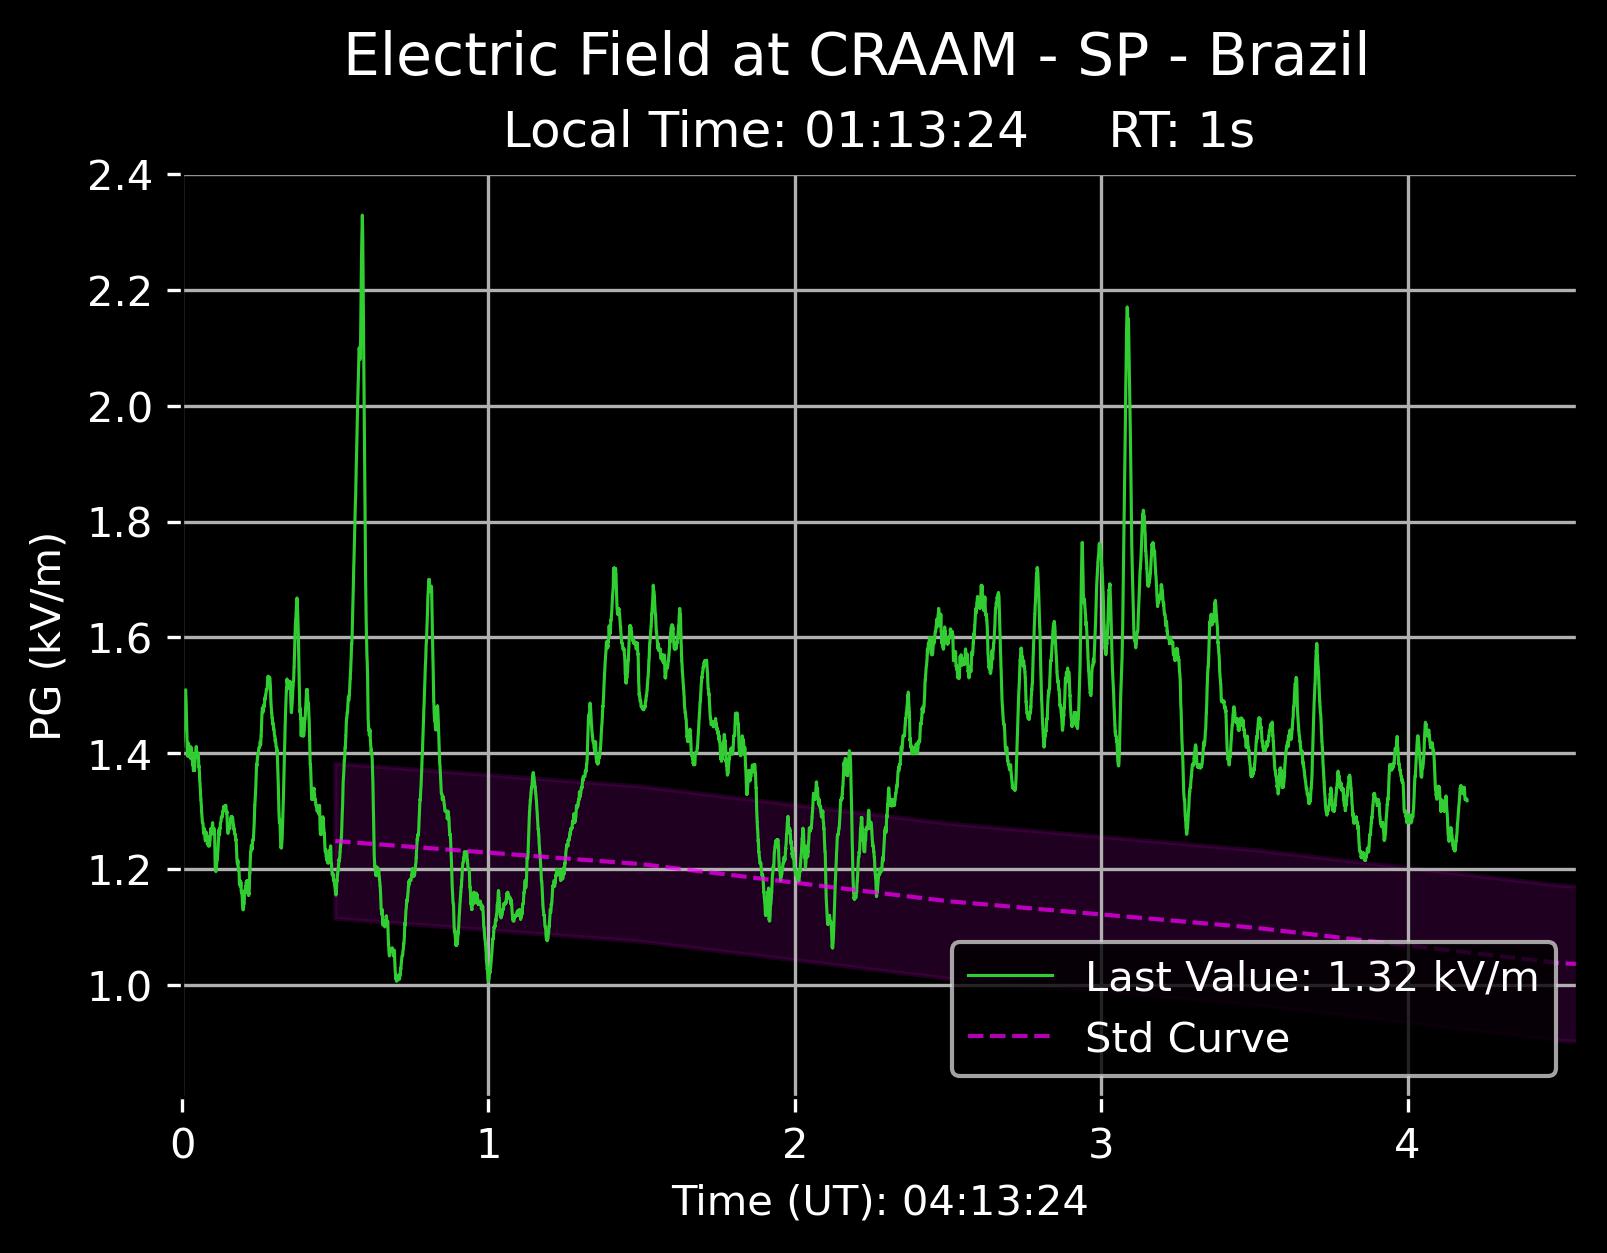 Electric Field at CRAAM - SP - Brazil
Local Time: 01:13:24 RT: 1s
2.4
2.2
2.0
1.8
1.6
1.4
1.2
1.0
PG (kV/m)
Last Value: 1.32 kV/m
Std Curve
0 1 2 3 4
Time (UT): 04:13:24